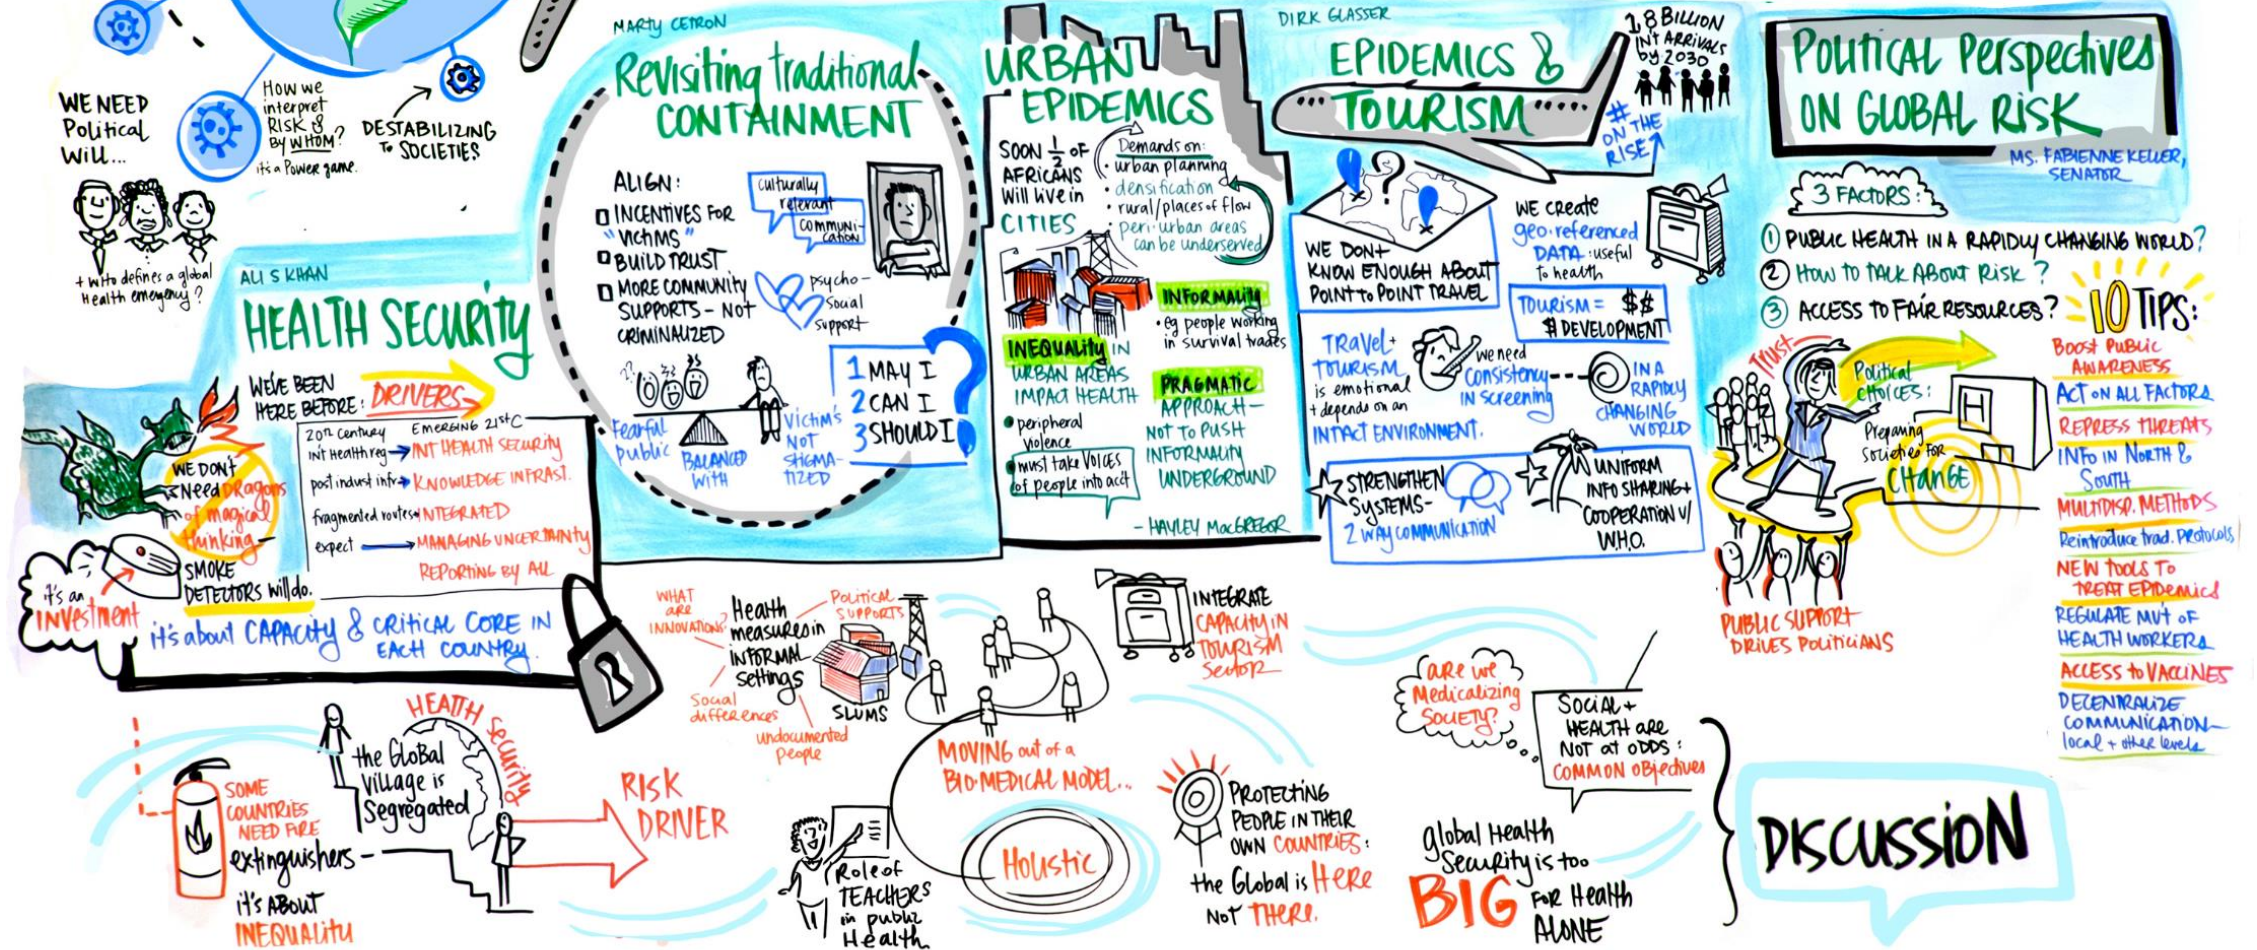 WE NEED
Political
Will...
How we
interpret
RISK &
BY WHOM?
it's a Power game.
DESTABILIZING
To SOCIETIES
+ who defines a global
Health emergency?
ALI S KHAN
HEALTH SECURITY
WE'VE BEEN
HERE BEFORE:
DRIVERS
20th Century
EMERGING 21st C
int Health reg
INT HEALTH SECURITY
post indust infr
KNOWLEDGE INFRAST.
fragmented routes
INTEGRATED
expect
MANAGING UNCERTAINTY
REPORTING BY ALL
WE DON'T
NEED DRagons
of magical
thinking-
SMOKE
DETECTORS will do.
it's an
INvestment
it's about CAPACITY & CRITICAL CORE IN
EACH COUNTRY.
MARTY CETRON
Revisiting traditional
CONTAINMENT
ALIGN:
INCENTIVES FOR
"VICTIMS"
BUILD TRUST
MORE COMMUNITY
SUPPORTS - NOT
CRIMINALIZED
culturally
relevant
communi-
cation
psycho-
Social
support
fearful
public
BALANCED
WITH
VICTIM'S
NOT
STIGMA-
TIZED
1 MAY I
2 CAN I
3 SHOULD I
?
URBAN
EPIDEMICS
SOON 1/2 OF
AFRICANS
Will live in
CITIES
Demands on:
• urban planning
• densification
• rural/places of flow
• peri-urban areas
can be underserved
INFORMALITY
• eg people working
in survival trades
INEQUALITY IN
URBAN AREAS
IMPACT HEALTH
• peripheral
violence
• must take VOICES
of people into acc't
PRAGMATIC
APPROACH-
NOT TO PUSH
INFORMALITY
UNDERGROUND
- HAYLEY MacGREGOR
DIRK GLASSER
EPIDEMICS &
TOURISM
1,8 BILLION
INT ARRIVALS
by 2030
#
ON THE
RISE
?
WE DON'T
KNOW ENOUGH ABOUT
POINT to POINT TRAVEL
WE CREATE
geo-referenced
DATA: useful
to health
TOURISM = $$
$ DEVELOPMENT
TRAVEL +
TOURISM
is emotional
+ depends on an
INTACT ENVIRONMENT.
we need
consistency
IN Screening
IN A
RAPIDLY
CHANGING
WORLD
STRENGTHEN
SYSTEMS-
2 WAY COMMUNICATION
UNIFORM
INFO SHARING +
COOPERATION W/
W.H.O.
POLITICAL PERSPECTIVES
ON GLOBAL RISK
MS. FABIENNE KELLER,
SENATOR
3 FACTORS:
1 PUBLIC HEALTH IN A RAPIDLY CHANGING WORLD?
2 HOW TO TALK ABOUT RISK?
3 ACCESS TO FAIR RESOURCES?
Trust
Political
CHOICES:
Preparing
societies FOR
CHANGE
PUBLIC SUPPORT
DRIVES POLITICIANS
10 TIPS:
BOOST PUBLIC
AWARENESS
ACT ON ALL FACTORS
REPRESS THREATS
INFO IN NORTH &
SOUTH
MULTIDISP. METHODS
Reintroduce trad. PROTOCOLS
NEW TOOLS TO
TREAT EPIDEMICS
REGULATE MV'T OF
HEALTH WORKERS
ACCESS to VACCINES
DECENTRALIZE
COMMUNICATION-
local + other levels
SOME
COUNTRIES
NEED FIRE
extinguishers-
it's ABOUT
INEQUALITY
the GLOBAL
Village is
Segregated
HEALTH SECURITY
RISK
DRIVER
WHAT
ARE
INNOVATIONS?
Health
measures in
INFORMAL
settings
POLITICAL
SUPPORTS
Social
differences
undocumented
people
SLUMS
Role of
TEACHERS
in public
Health
MOVING out of a
BIO-MEDICAL MODEL...
HOLISTIC
INTEGRATE
CAPACITY IN
TOURISM
SECTOR
PROTECTING
PEOPLE IN THEIR
OWN COUNTRIES:
the Global is HERE
NOT THERE.
are we
Medicalizing
SOCIETY?
SOCIAL +
HEALTH are
NOT at ODDS:
COMMON OBJECTIVES
global Health
Security is too
BIG FOR Health
ALONE
DISCUSSION